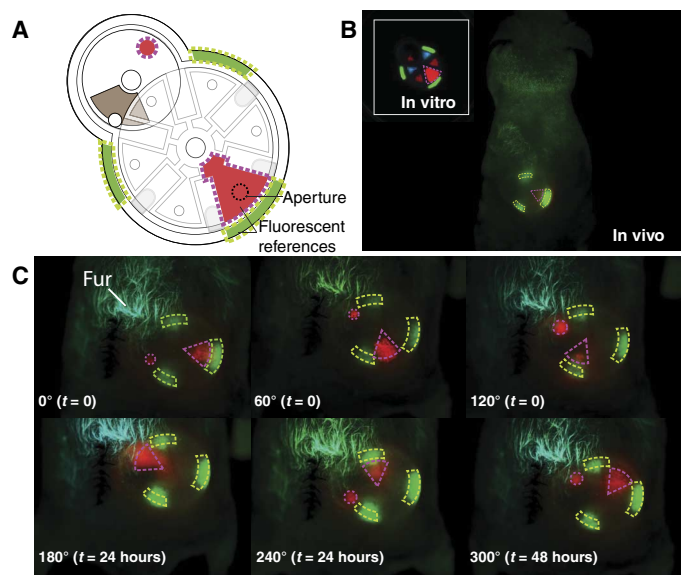 A
Aperture
Fluorescent
references
B
In vitro
In vivo
C
Fur
0° (t = 0)
60° (t = 0)
120° (t = 0)
180° (t = 24 hours)
240° (t = 24 hours)
300° (t = 48 hours)